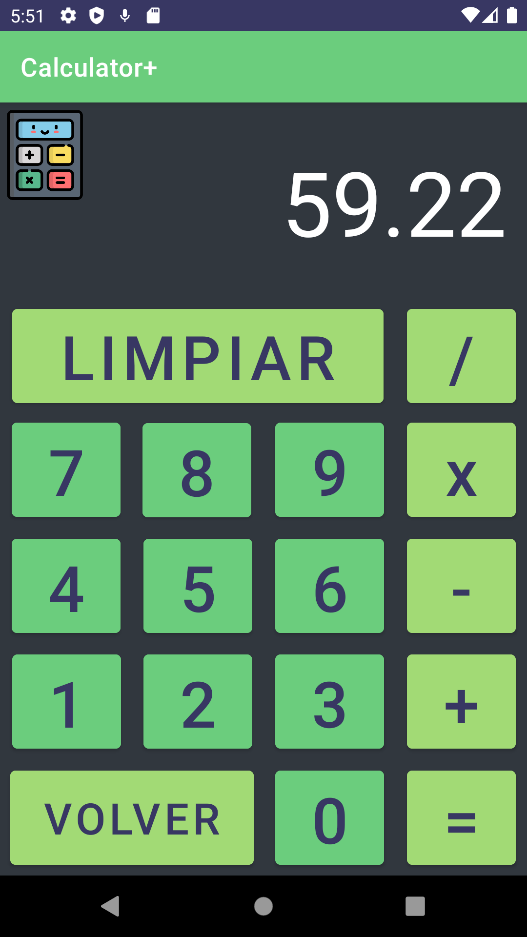 5:51
Calculator+
59.22
LIMPIAR /
7 8 9 x
4 5 6 -
1 2 3 +
VOLVER 0 =